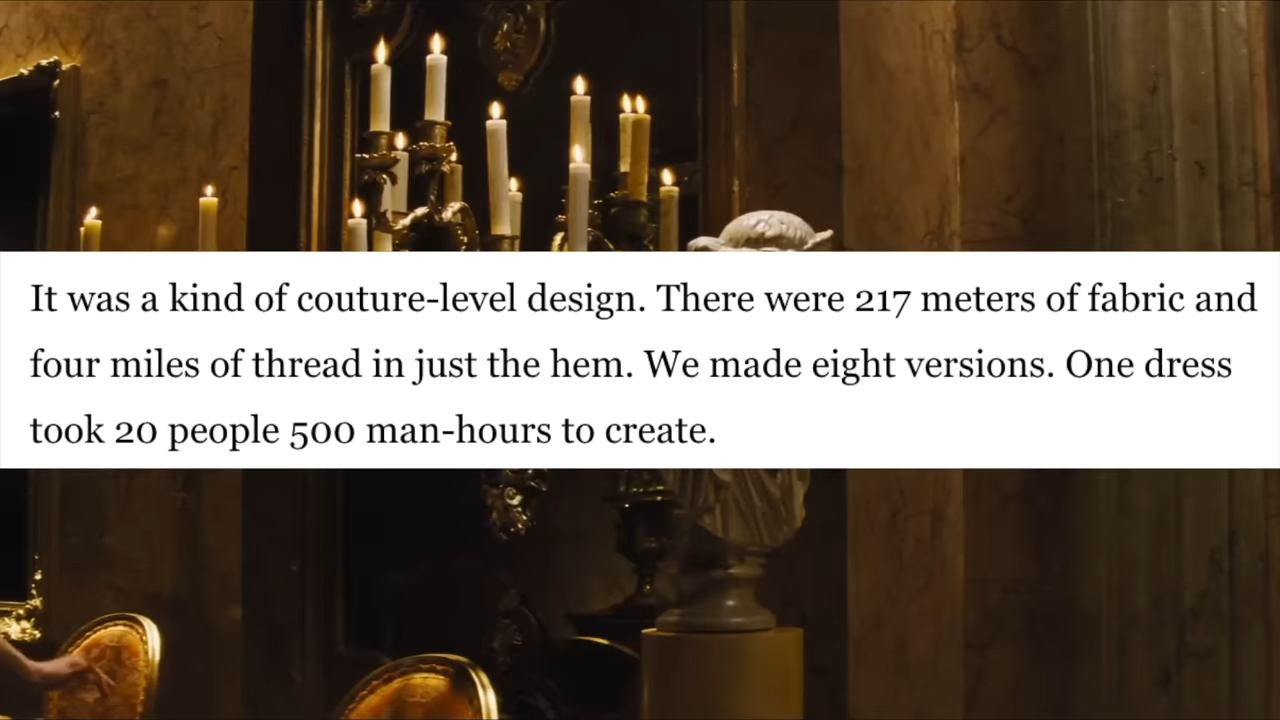 It was a kind of couture-level design. There were 217 meters of fabric and
four miles of thread in just the hem. We made eight versions. One dress
took 20 people 500 man-hours to create.